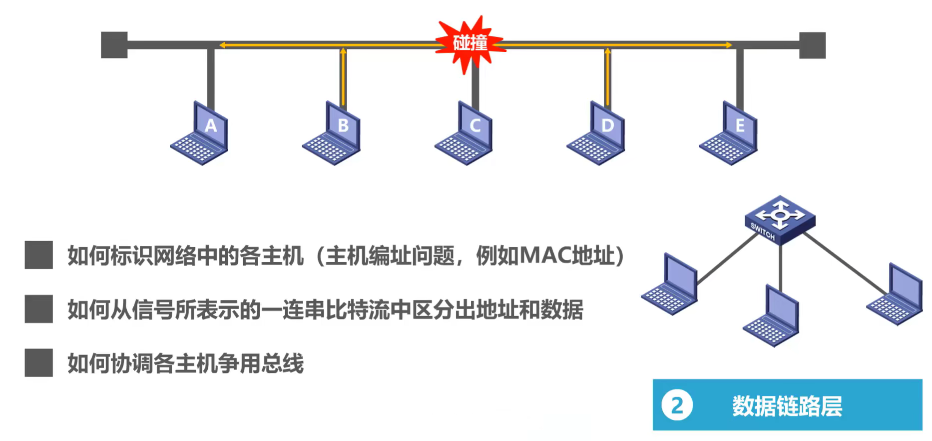 碰撞
A
B
C
D
E
SWITCH
如何标识网络中的各主机（主机编址问题，例如MAC地址）
如何从信号所表示的一连串比特流中区分出地址和数据
如何协调各主机争用总线
2 数据链路层